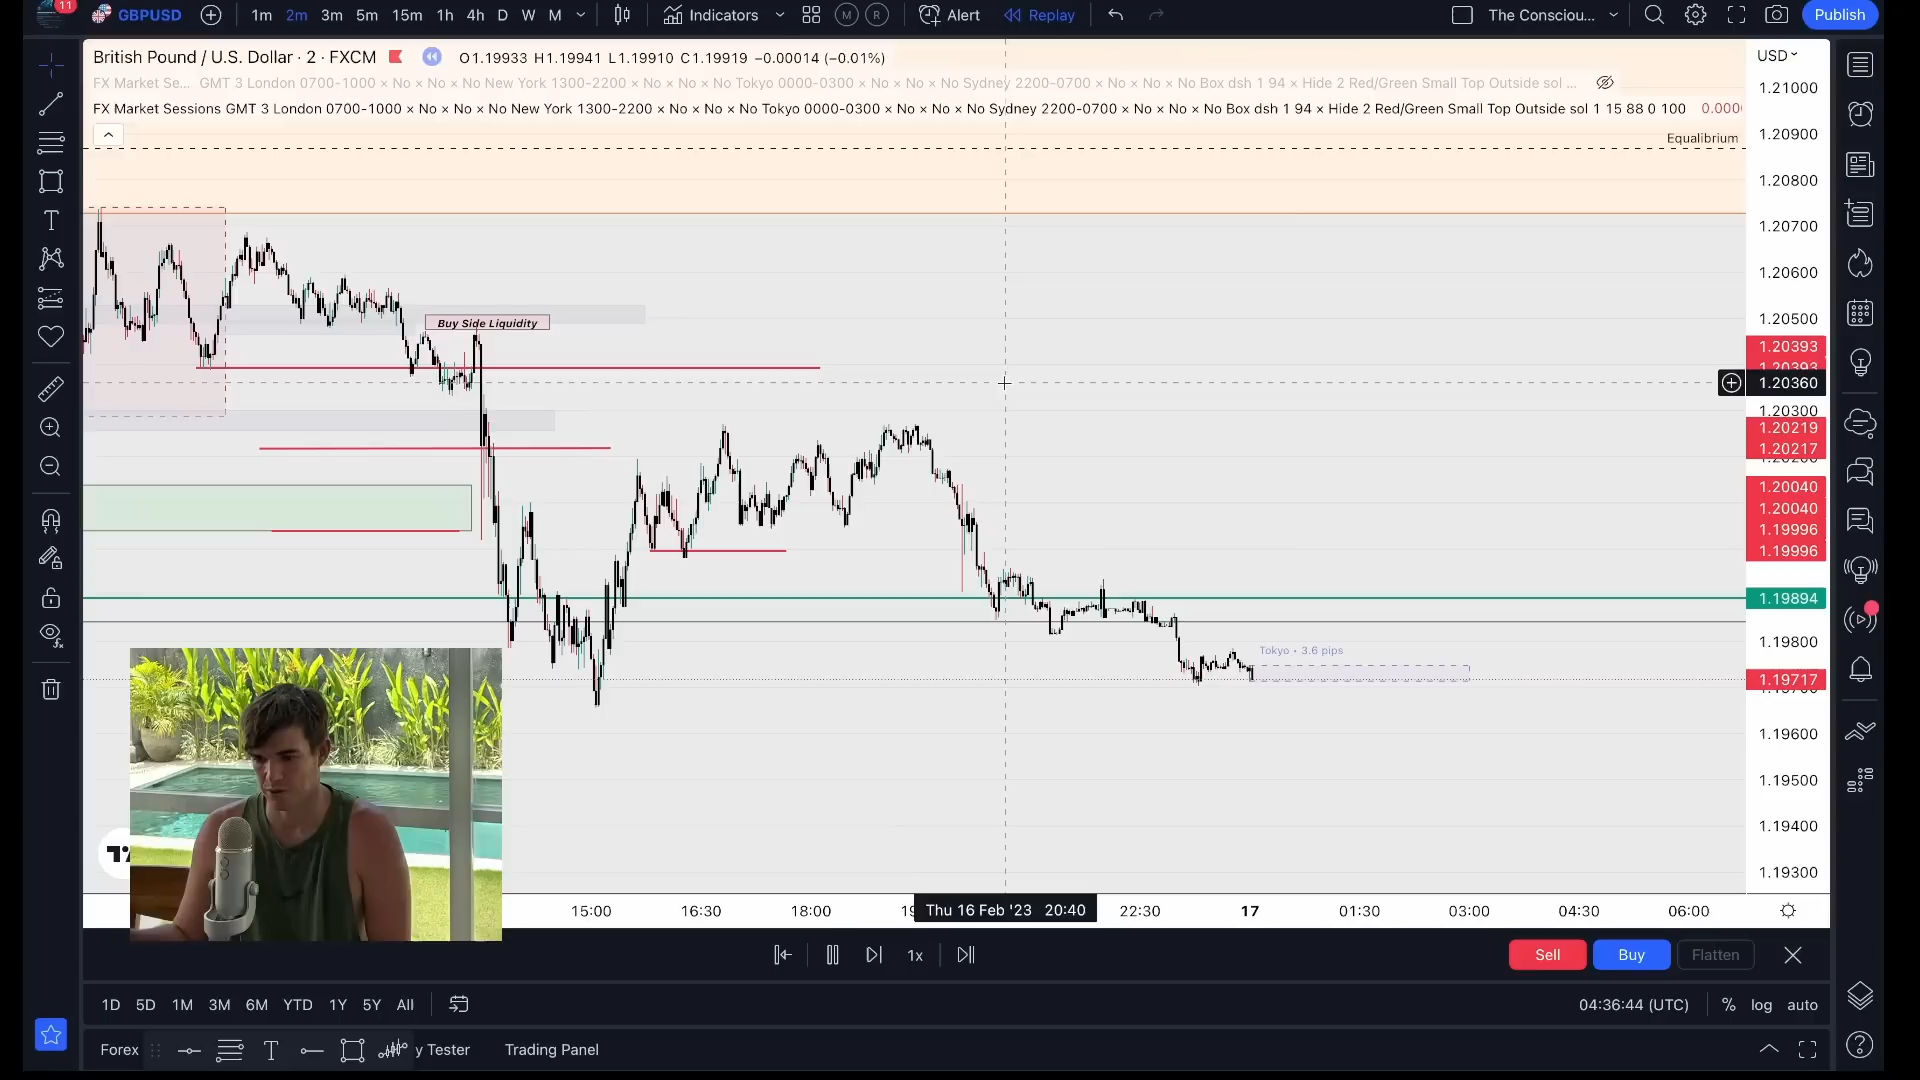 11
GBPUSD 1m 2m 3m 5m 15m 1h 4h D W M Indicators M R Alert Replay The Consciou... Publish
British Pound / U.S. Dollar · 2 · FXCM O1.19933 H1.19941 L1.19910 C1.19919 −0.00014 (−0.01%) USD
FX Market Se... GMT 3 London 0700-1000 × No × No × No New York 1300-2200 × No × No × No Tokyo 0000-0300 × No × No × No Sydney 2200-0700 × No × No × No Box dsh 1 94 × Hide 2 Red/Green Small Top Outside sol ...
1.21000
FX Market Sessions GMT 3 London 0700-1000 × No × No × No New York 1300-2200 × No × No × No Tokyo 0000-0300 × No × No × No Sydney 2200-0700 × No × No × No Box dsh 1 94 × Hide 2 Red/Green Small Top Outside sol 1 15 88 0 100 0.000
1.20900
Equalibrium
1.20800
1.20700
1.20600
1.20500
Buy Side Liquidity
1.20393
1.20393
1.20360
1.20300
1.20219
1.20217
1.20200
1.20040
1.20040
1.19996
1.19996
1.19894
1.19800
Tokyo • 3.6 pips
1.19717
1.19600
1.19500
1.19400
1.19300
15:00 16:30 18:00 19 Thu 16 Feb '23 20:40 22:30 17 01:30 03:00 04:30 06:00
1x Sell Buy Flatten
1D 5D 1M 3M 6M YTD 1Y 5Y All 04:36:44 (UTC) % log auto
Forex y Tester Trading Panel